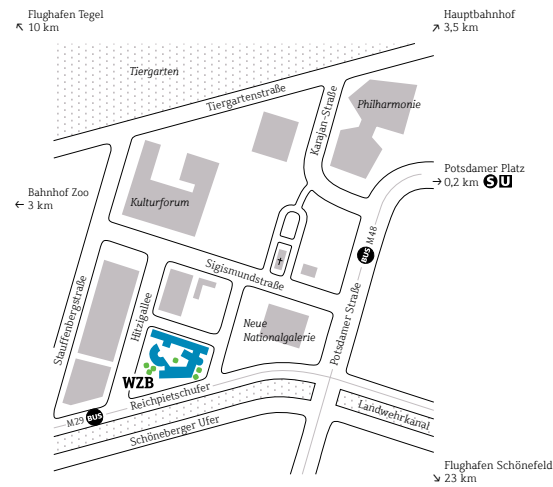 Flughafen Tegel
↖ 10 km
Hauptbahnhof
↗ 3,5 km
Tiergarten
Tiergartenstraße
Karajan-Straße
Philharmonie
Potsdamer Platz
→ 0,2 km S U
Bahnhof Zoo
← 3 km
Kulturforum
BUS M48
Sigismundstraße
Stauffenbergstraße
Hitzigallee
Neue
Nationalgalerie
Potsdamer Straße
WZB
Reichpietschufer
M29 BUS
Landwehrkanal
Schöneberger Ufer
Flughafen Schönefeld
↘ 23 km